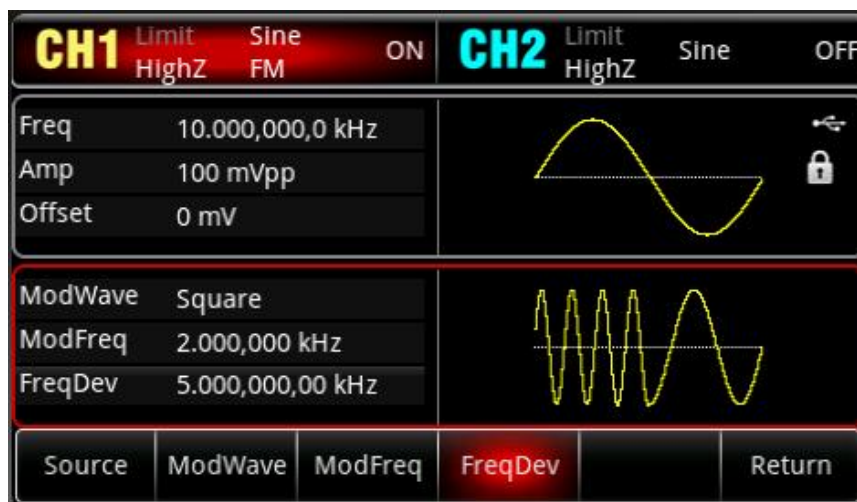 CH1 Limit Sine ON CH2 Limit Sine OFF
HighZ FM HighZ
Freq 10.000,000,0 kHz
Amp 100 mVpp
Offset 0 mV
ModWave Square
ModFreq 2.000,000 kHz
FreqDev 5.000,000,00 kHz
Source ModWave ModFreq FreqDev Return